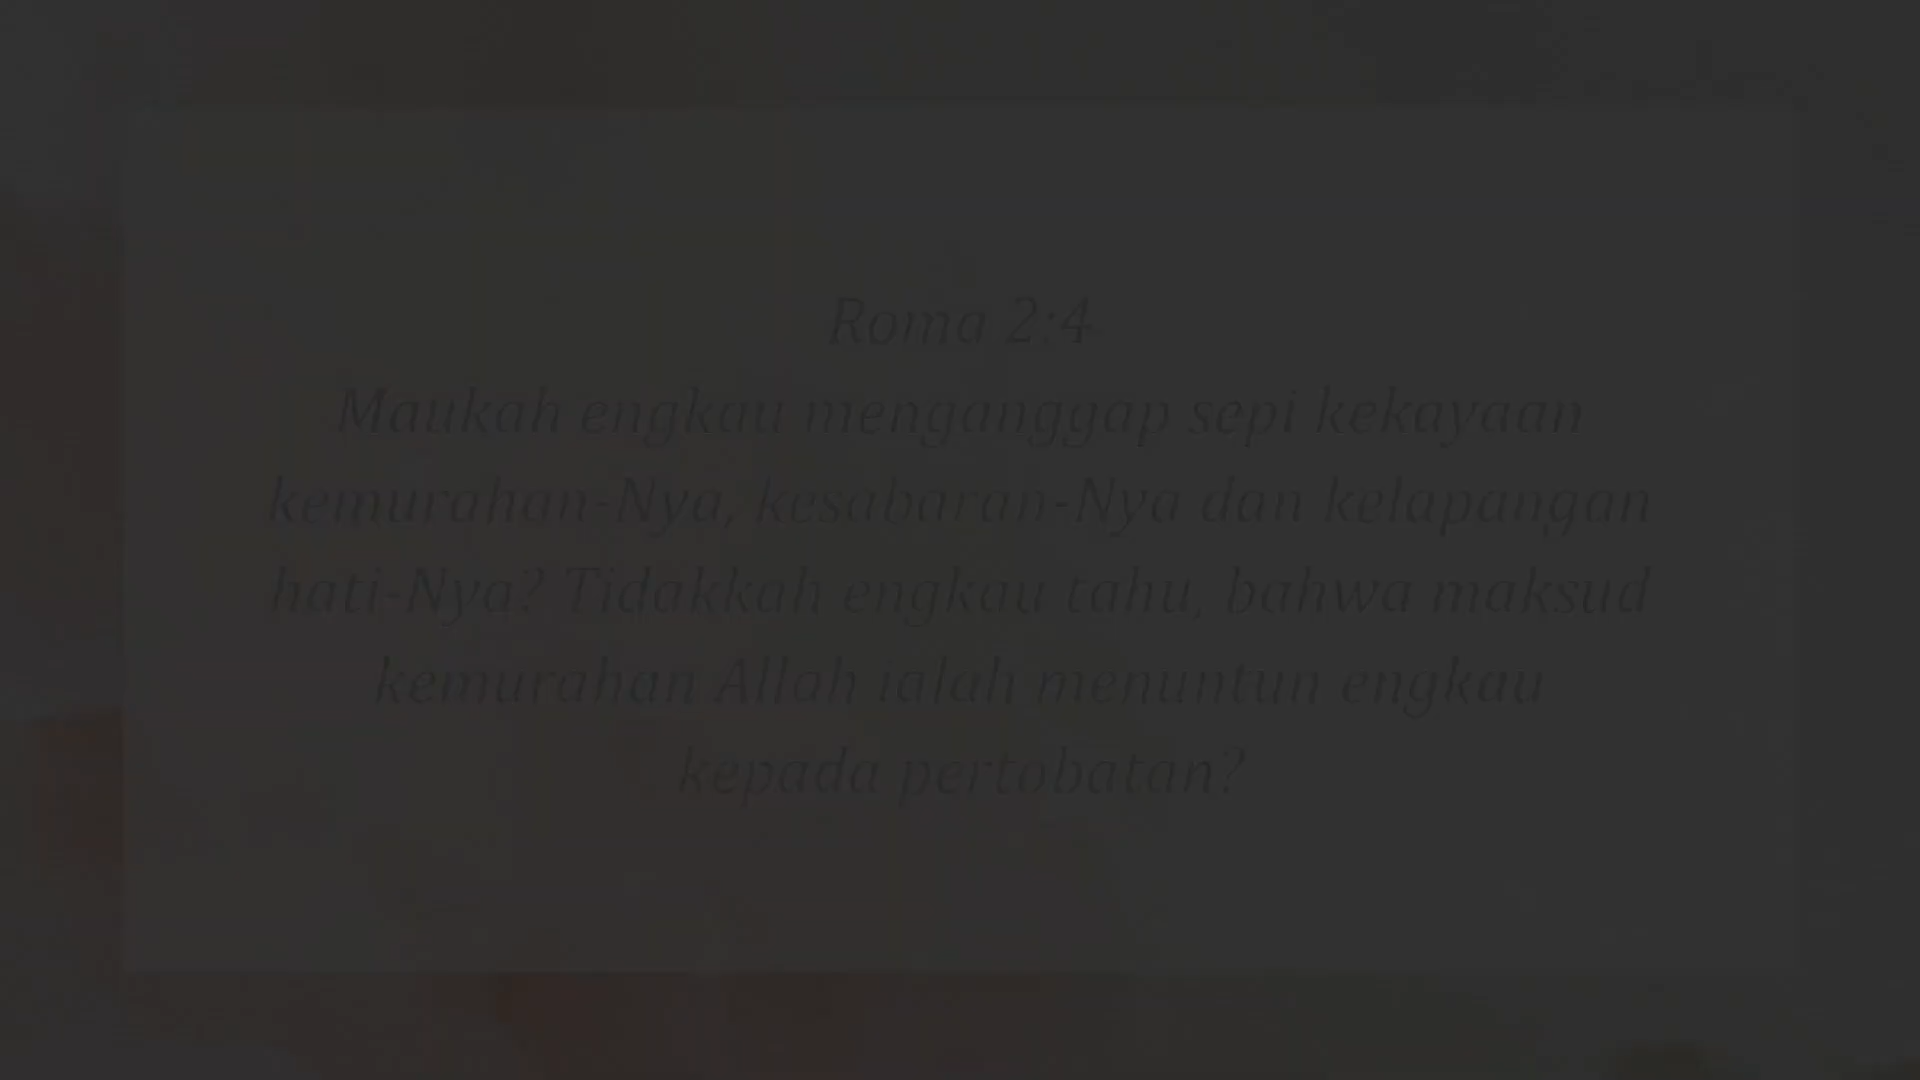 Roma 2:4
Maukah engkau menganggap sepi kekayaan
kemurahan-Nya, kesabaran-Nya dan kelapangan
hati-Nya? Tidakkah engkau tahu, bahwa maksud
kemurahan Allah ialah menuntun engkau
kepada pertobatan?